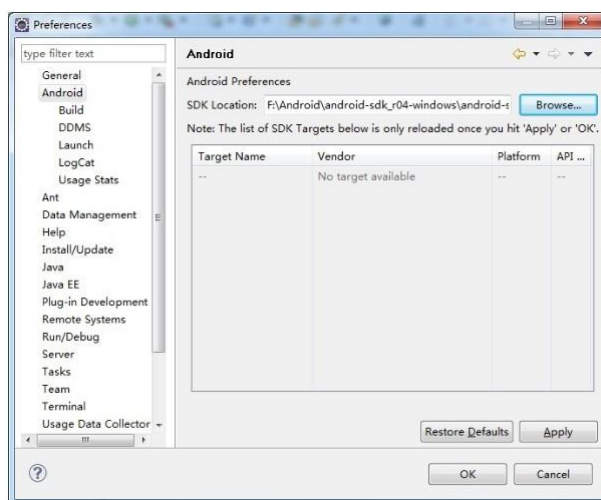 Preferences
type filter text
General
Android
Build
DDMS
Launch
LogCat
Usage Stats
Ant
Data Management
Help
Install/Update
Java
Java EE
Plug-in Development
Remote Systems
Run/Debug
Server
Tasks
Team
Terminal
Usage Data Collector
Android
Android Preferences
SDK Location: F:\Android\android-sdk_r04-windows\android-s Browse...
Note: The list of SDK Targets below is only reloaded once you hit 'Apply' or 'OK'.
Target Name Vendor Platform API ...
-- No target available -- --
Restore Defaults Apply
? OK Cancel